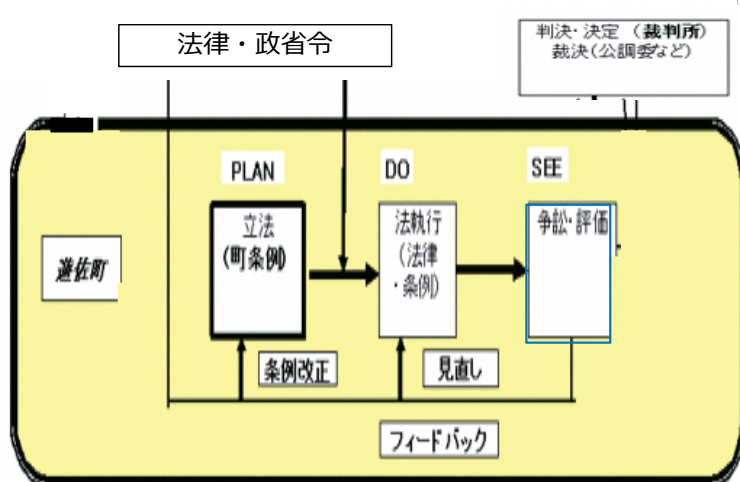 法律・政省令
判決・決定（裁判所）
裁決（公調委など）
PLAN
DO
SEE
遊佐町
立法
（町条例）
法執行
（法律
・条例）
争訟・評価
条例改正
見直し
フィードバック